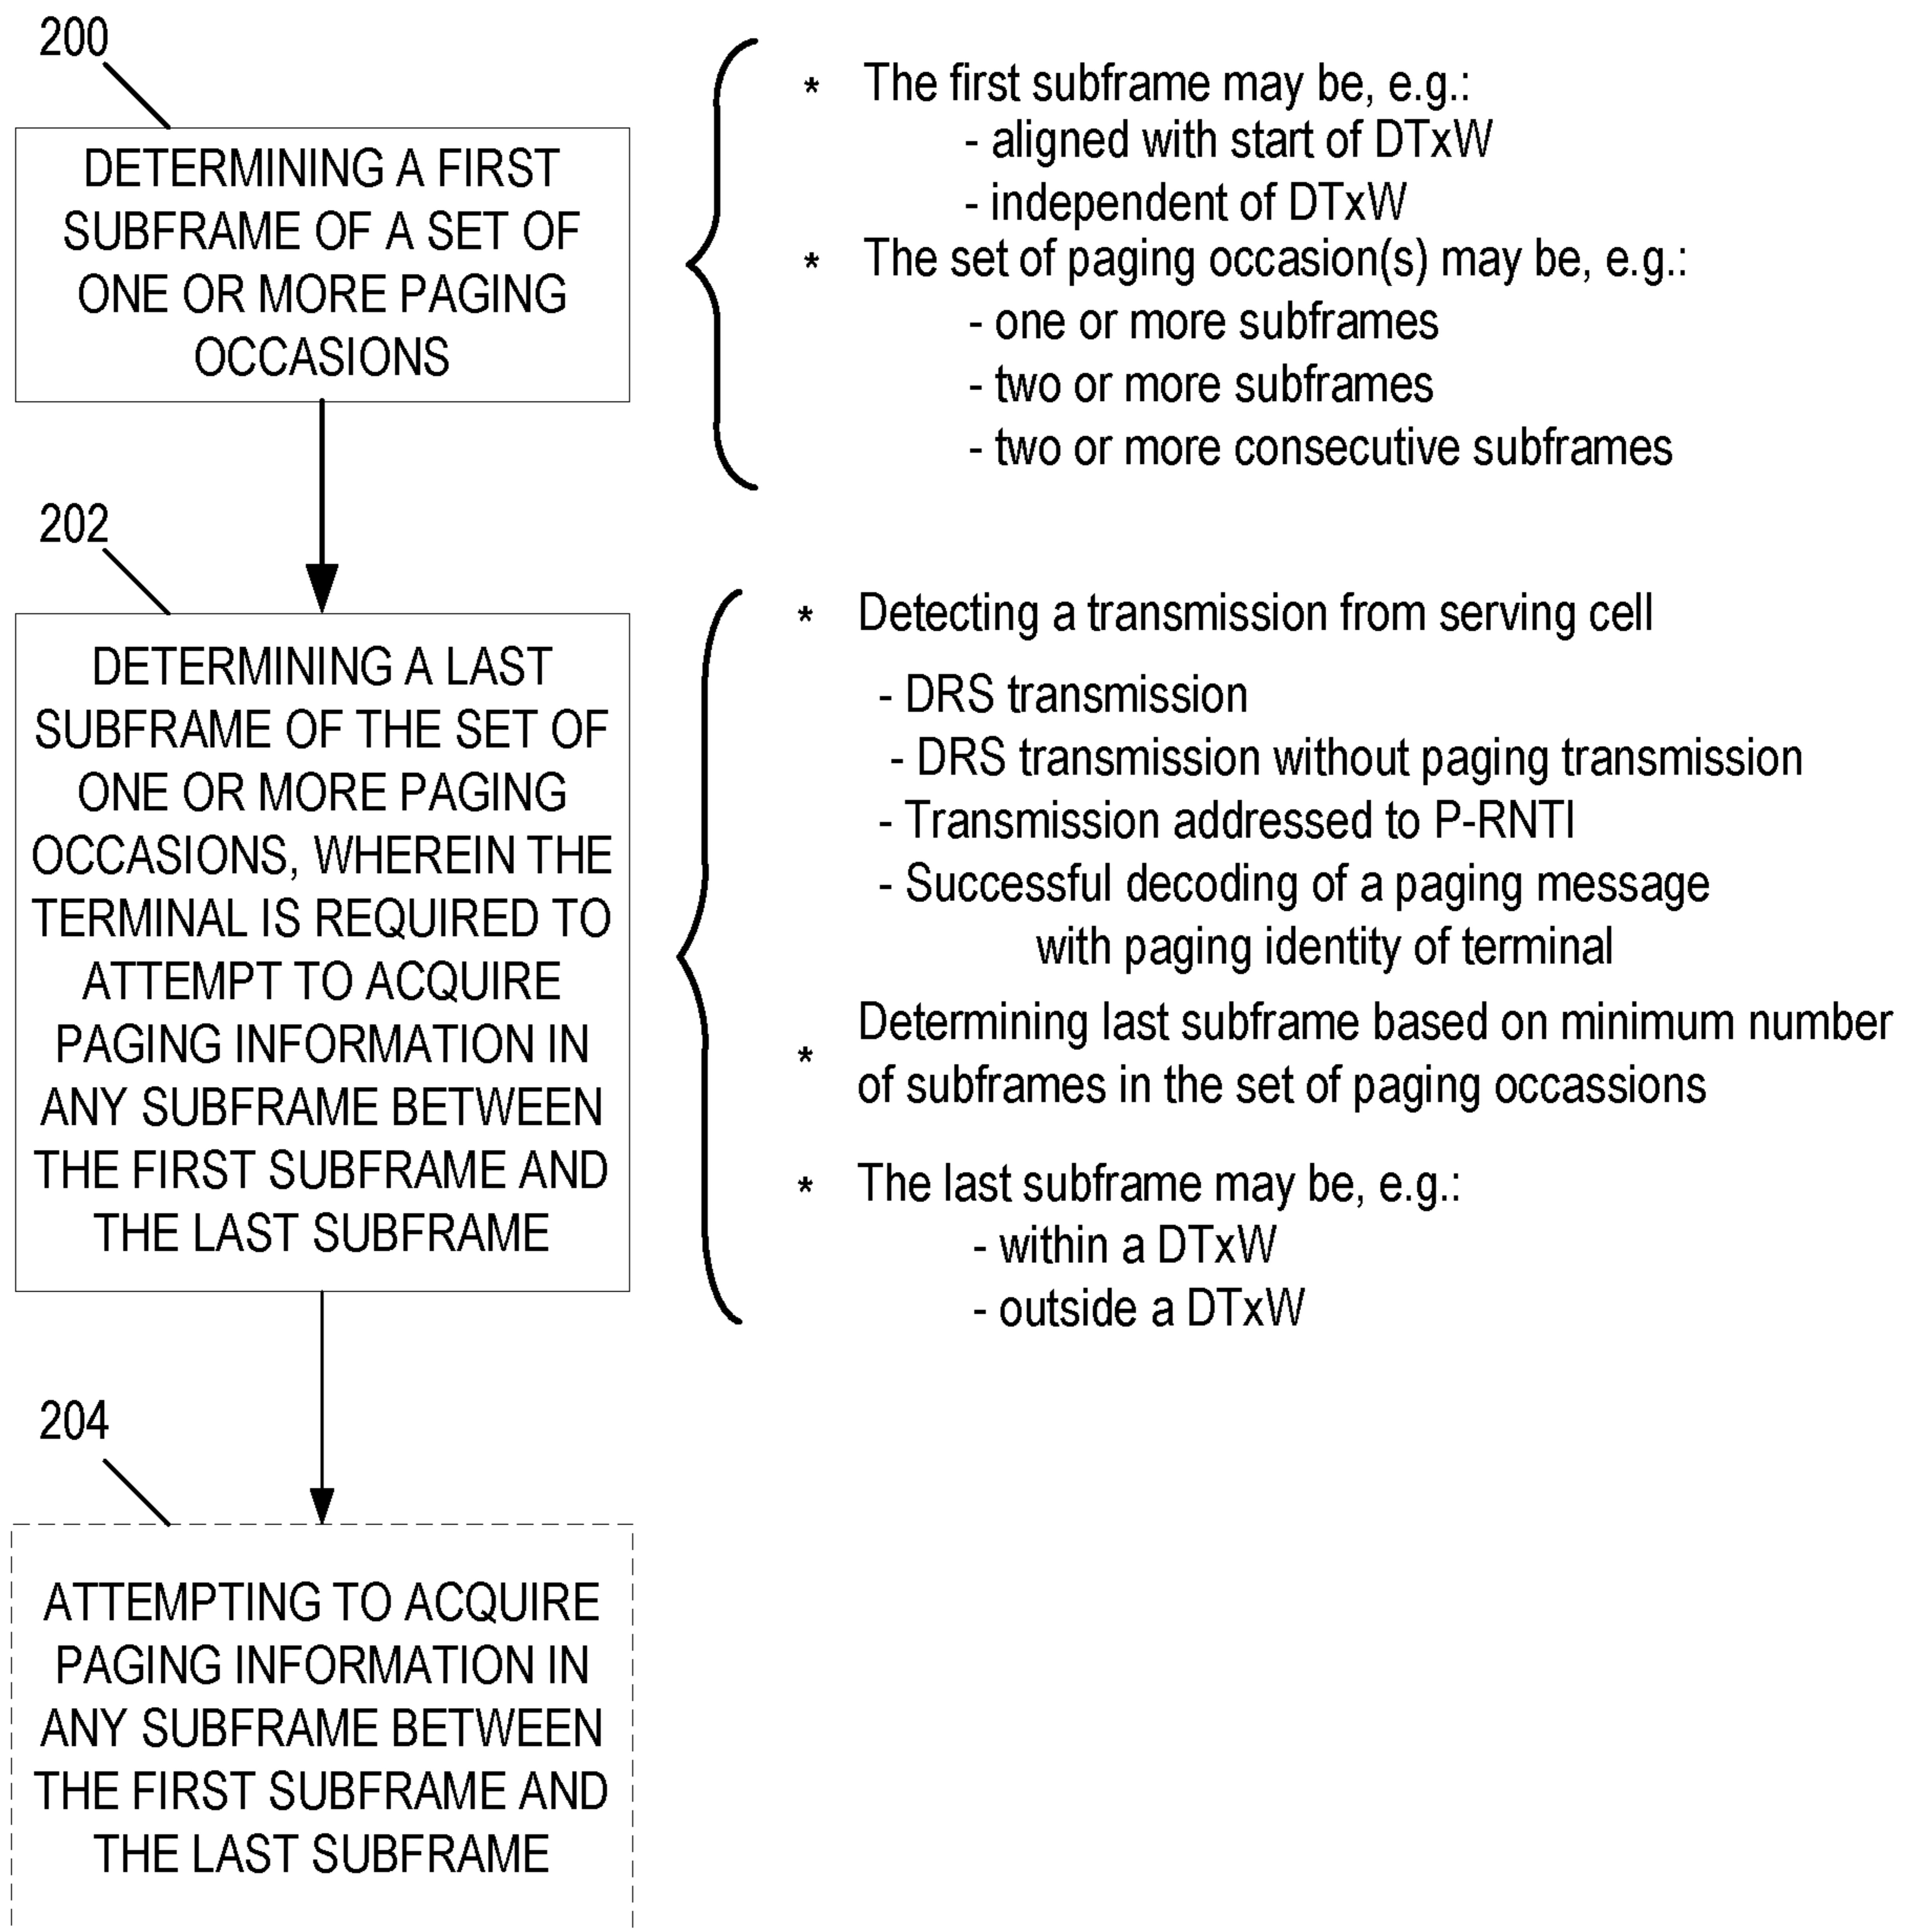 200
DETERMINING A FIRST
SUBFRAME OF A SET OF
ONE OR MORE PAGING
OCCASIONS
* The first subframe may be, e.g.:
- aligned with start of DTxW
- independent of DTxW
* The set of paging occasion(s) may be, e.g.:
- one or more subframes
- two or more subframes
- two or more consecutive subframes
202
DETERMINING A LAST
SUBFRAME OF THE SET OF
ONE OR MORE PAGING
OCCASIONS, WHEREIN THE
TERMINAL IS REQUIRED TO
ATTEMPT TO ACQUIRE
PAGING INFORMATION IN
ANY SUBFRAME BETWEEN
THE FIRST SUBFRAME AND
THE LAST SUBFRAME
* Detecting a transmission from serving cell
- DRS transmission
- DRS transmission without paging transmission
- Transmission addressed to P-RNTI
- Successful decoding of a paging message
with paging identity of terminal
* Determining last subframe based on minimum number
of subframes in the set of paging occassions
* The last subframe may be, e.g.:
- within a DTxW
- outside a DTxW
204
ATTEMPTING TO ACQUIRE
PAGING INFORMATION IN
ANY SUBFRAME BETWEEN
THE FIRST SUBFRAME AND
THE LAST SUBFRAME